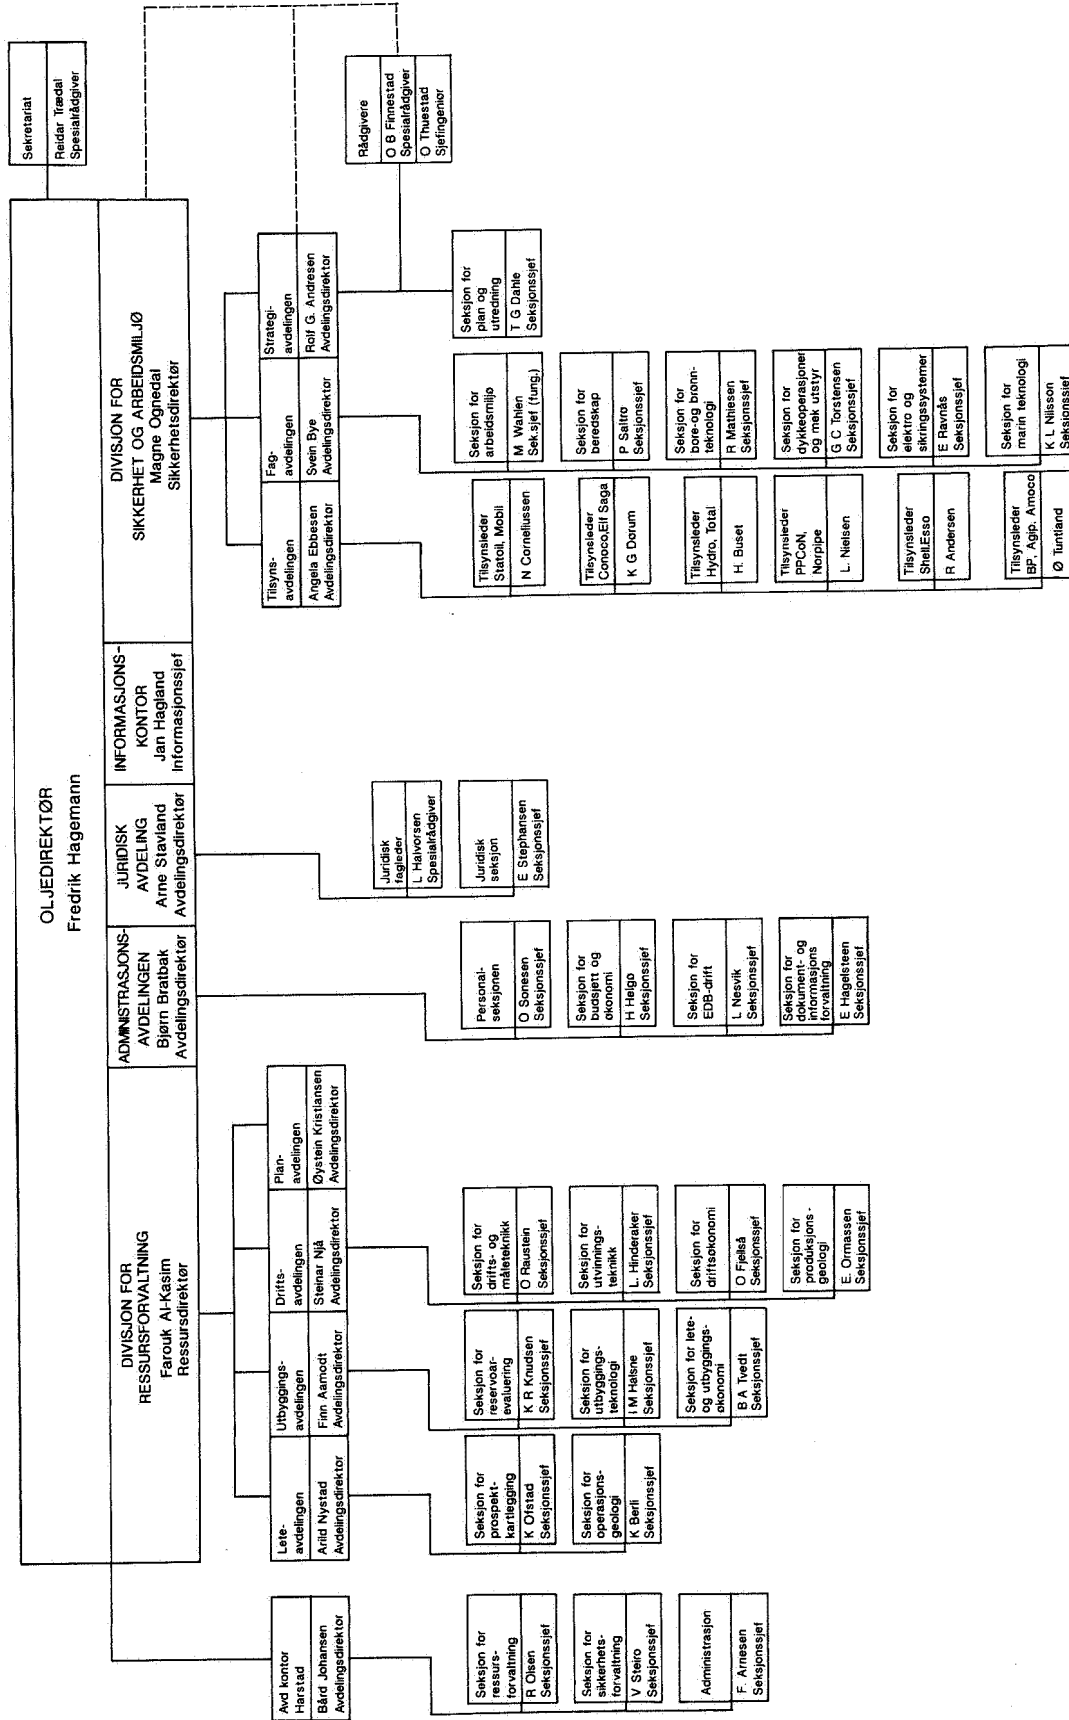 Sekretariat
Reidar Trædal
Spesialrådgiver
OLJEDIREKTØR
Fredrik Hagemann
DIVISJON FOR
RESSURSFORVALTNING
Farouk Al-Kasim
Ressursdirektør
ADMINISTRASJONS-
AVDELINGEN
Bjørn Bratbak
Avdelingsdirektør
JURIDISK
AVDELING
Arne Stavland
Avdelingsdirektør
INFORMASJONS-
KONTOR
Jan Hagland
Informasjonssjef
DIVISJON FOR
SIKKERHET OG ARBEIDSMILJØ
Magne Ognedal
Sikkerhetsdirektør
Avd kontor
Harstad
Bård Johansen
Avdelingsdirektor
Seksjon for
ressurs-
forvaltning
R Olsen
Seksjonssjef
Seksjon for
sikkerhets-
forvaltning
V Steiro
Seksjonssjef
Administrasjon
F. Arnesen
Seksjonssjef
Lete-
avdelingen
Arild Nystad
Avdelingsdirektor
Seksjon for
prospekt-
kartlegging
K Ofstad
Seksjonssjef
Seksjon for
operasjons-
geologi
K Berli
Seksjonssjef
Utbyggings-
avdelingen
Finn Aamodt
Avdelingsdirektor
Seksjon for
reservoar-
evaluering
K R Knudsen
Seksjonssjef
Seksjon for
utbyggings-
teknologi
I M Halsne
Seksjonssjef
Seksjon for lete-
og utbyggings-
økonomi
B A Tvedt
Seksjonssjef
Drifts-
avdelingen
Steinar Njå
Avdelingsdirektor
Seksjon for
drifts- og
måleteknikk
O Raustein
Seksjonssjef
Seksjon for
utvinnings-
teknikk
L. Hinderaker
Seksjonssjef
Seksjon for
driftsøkonomi
O Fjellså
Seksjonssjef
Seksjon for
produksjons-
geologi
E. Ormassen
Seksjonssjef
Plan-
avdelingen
Øystein Kristiansen
Avdelingsdirektor
Personal-
seksjonen
O Sonesen
Seksjonssjef
Seksjon for
budsjett og
okonomi
H Helgø
Seksjonssjef
Seksjon for
EDB-drift
L Nesvik
Seksjonssjef
Seksjon for
dokument- og
informasjons
forvaltning
E Hagelsteen
Seksjonssjef
Juridisk
fagleder
L Halvorsen
Spesialrådgiver
Juridisk
seksjon
E Stephansen
Seksjonssjef
Tilsyns-
avdelingen
Angela Ebbesen
Avdelingsdirektor
Tilsynsleder
Statoil, Mobil
N Corneliussen
Tilsynsleder
Conoco,Elf Saga
K G Dorum
Tilsynsleder
Hydro, Total
H. Buset
Tilsynsleder
PPCoN,
Norpipe
L. Nielsen
Tilsynsleder
Shell,Esso
R Andersen
Tilsynsleder
BP, Agip. Amoco
Ø Tuntland
Fag-
avdelingen
Svein Bye
Avdelingsdirektor
Seksjon for
arbeidsmiljø
M Wahlen
Sek.sjef (fung.)
Seksjon for
beredskap
P Saltro
Seksjonssjef
Seksjon for
bore-og bronn-
teknologi
R Mathiesen
Seksjonssjef
Seksjon for
dykkeoperasjoner
og mek utstyr
G C Torstensen
Seksjonssjef
Seksjon for
elektro og
sikringssystemer
E Ravnås
Seksjonssjef
Seksjon for
marin teknologi
K L Nilsson
Seksjonssjef
Strategi-
avdelingen
Rolf G. Andresen
Avdelingsdirektor
Seksjon for
plan og
utredning
T G Dahle
Seksjonssjef
Rådgivere
O B Finnestad
Spesialrådgiver
O Thuestad
Sjefingeniør